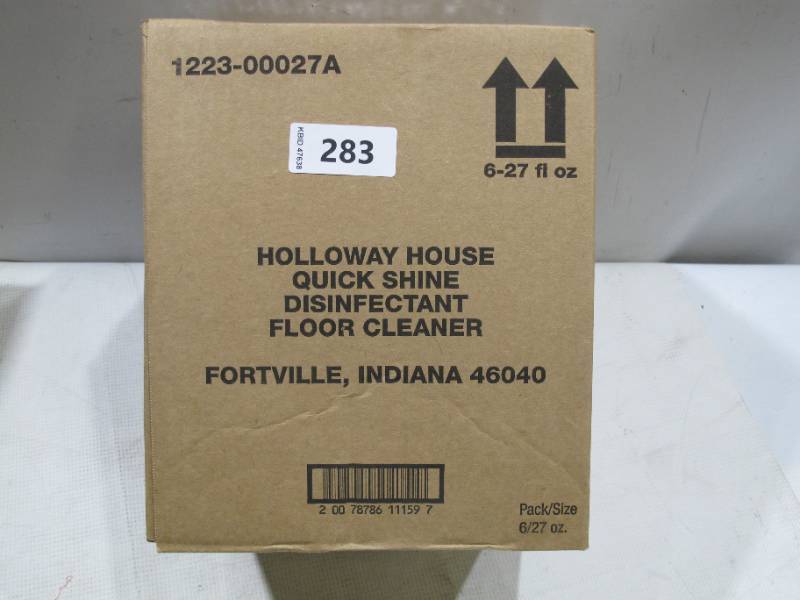 1223-00027A
6-27 fl oz
KBID 47638
283
HOLLOWAY HOUSE
QUICK SHINE
DISINFECTANT
FLOOR CLEANER
FORTVILLE, INDIANA 46040
2 00 78786 11159 7
Pack/Size
6/27 oz.